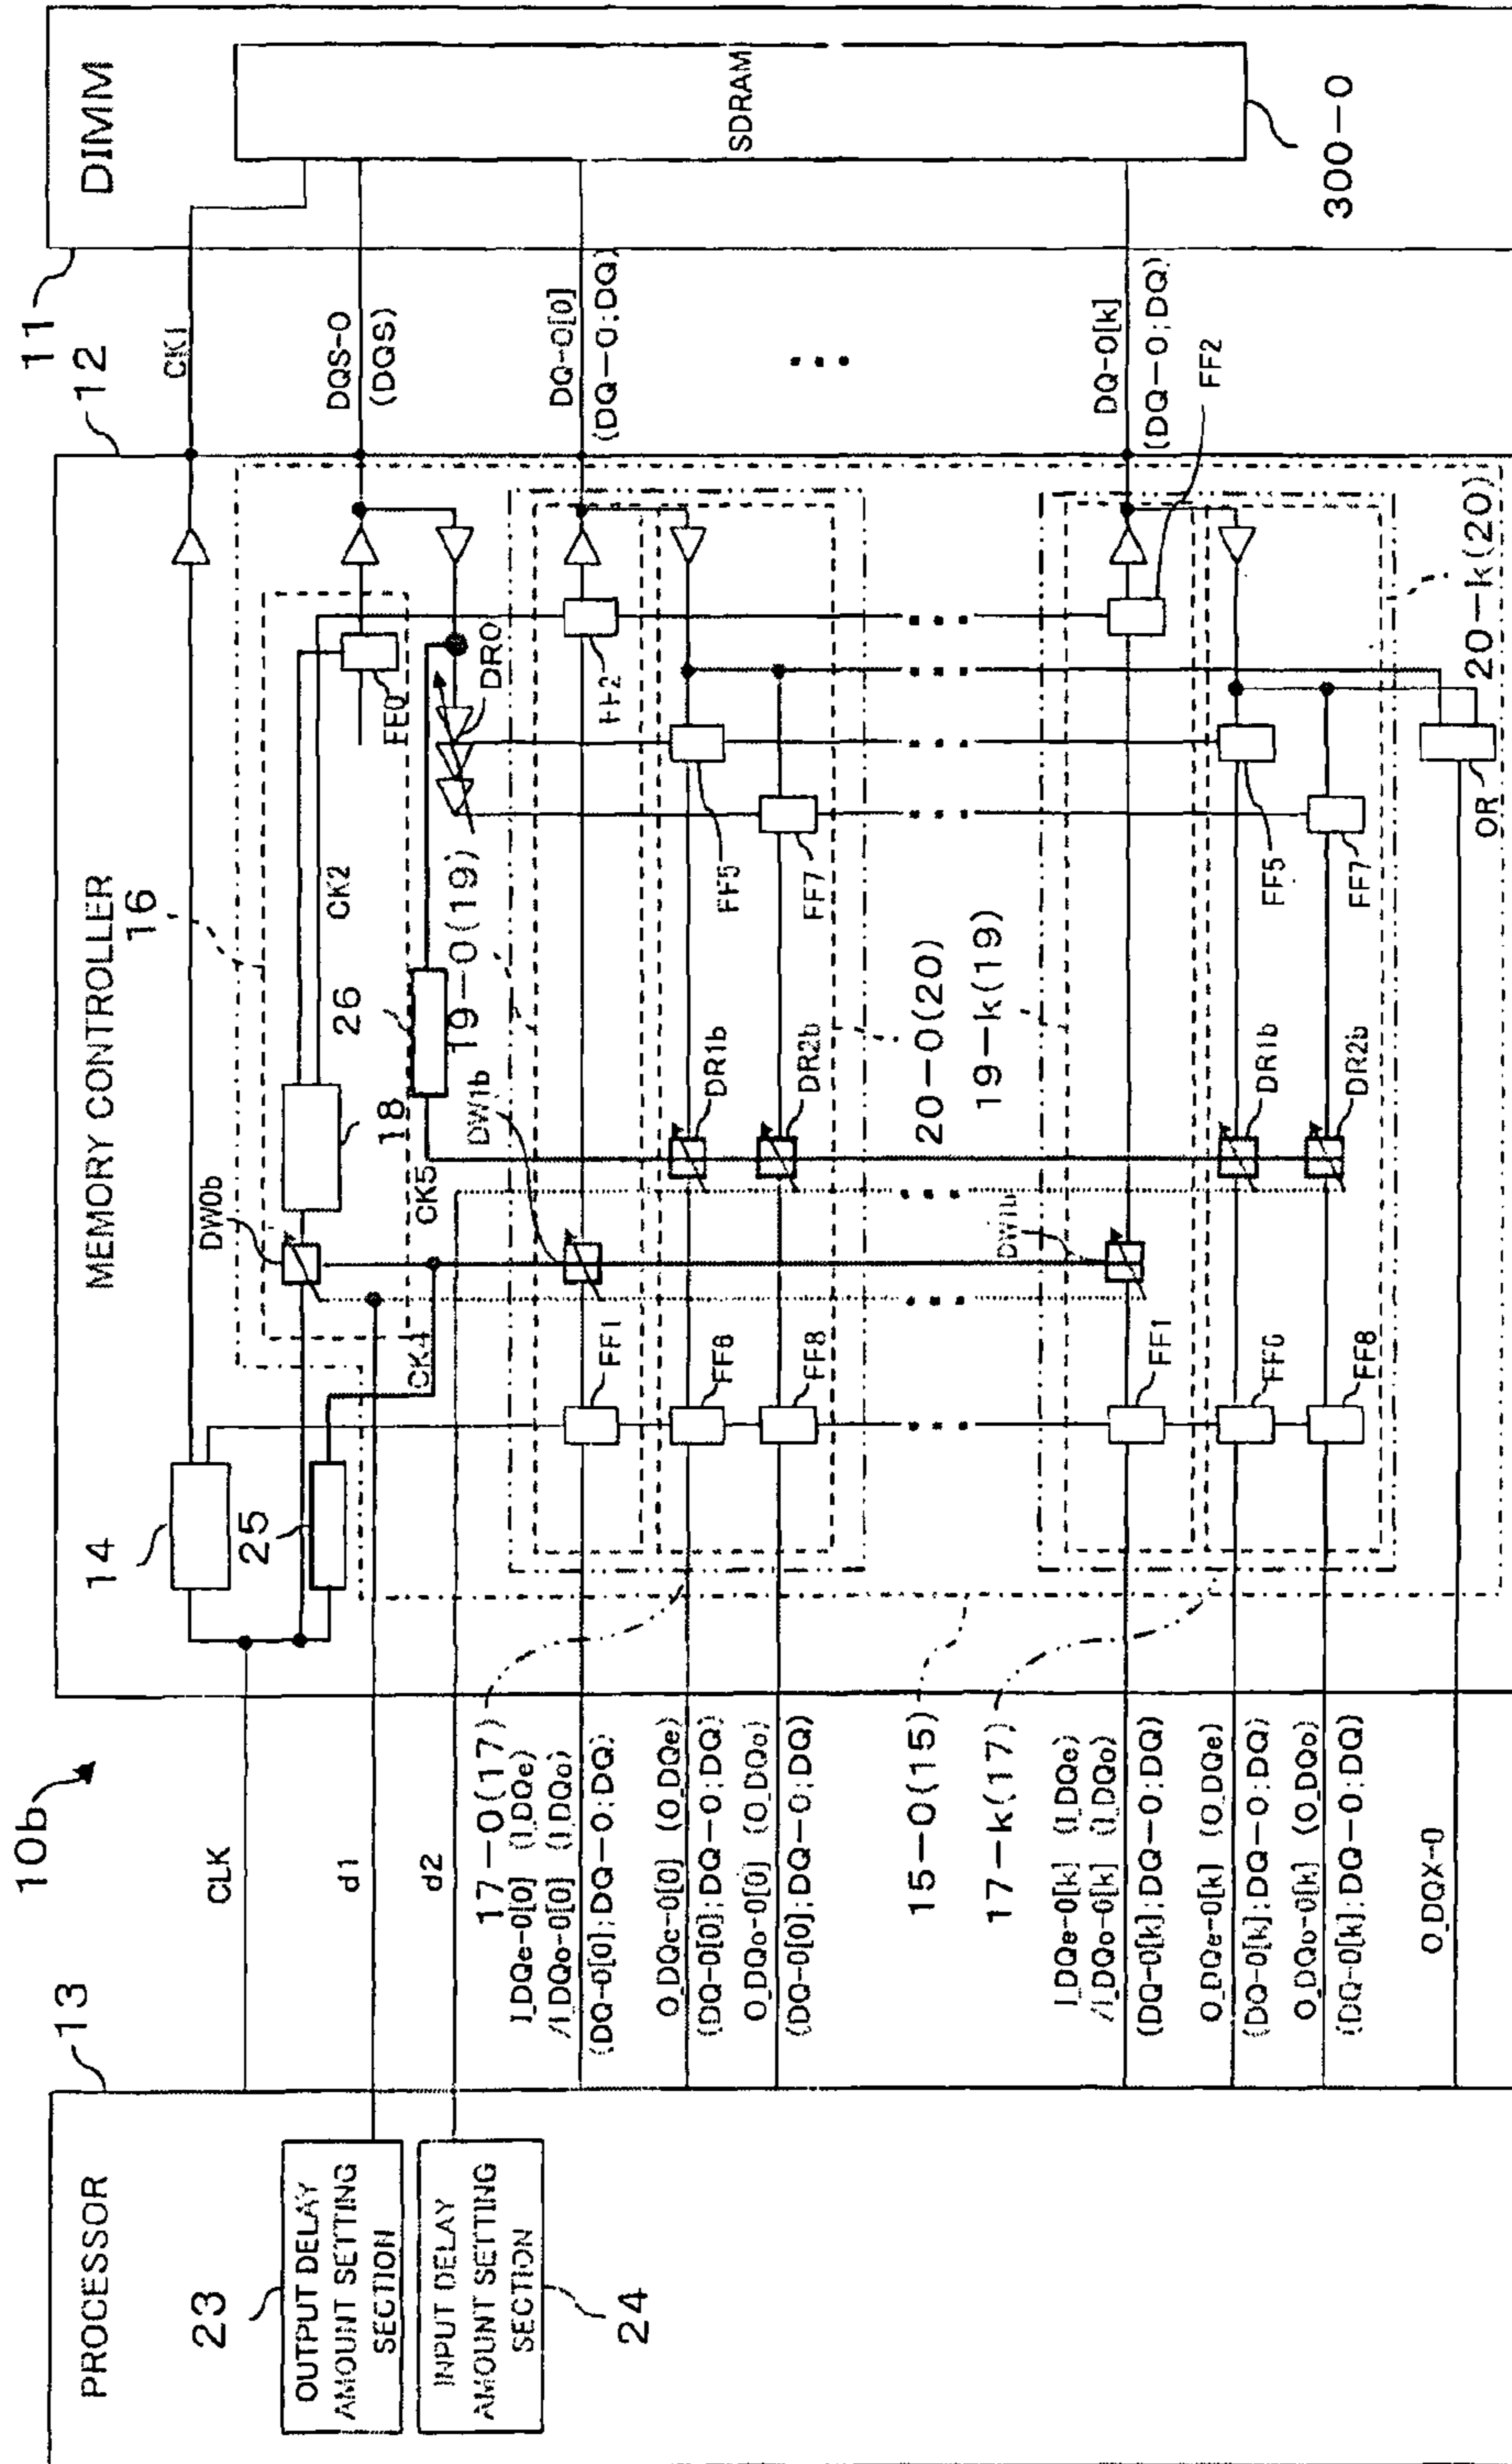 10b
PROCESSOR
13
23
OUTPUT DELAY
AMOUNT SETTING
SECTION
INPUT DELAY
AMOUNT SETTING
SECTION
24
CLK
d1
d2
17-0(17)
I_DQe-0[0] (I_DQe)
/I_DQo-0[0] (I_DQo)
(DQ-0[0];DQ-0;DQ)
O_DQe-0[0] (O_DQe)
(DQ-0[0];DQ-0;DQ)
O_DQo-0[0] (O_DQo)
(DQ-0[0];DQ-0;DQ)
15-0(15)
17-k(17)
I_DQe-0[k] (I_DQe)
/I_DQo-0[k] (I_DQo)
(DQ-0[k];DQ-0;DQ)
O_DQe-0[k] (O_DQe)
(DQ-0[k];DQ-0;DQ)
O_DQo-0[k] (O_DQo)
(DQ-0[k];DQ-0;DQ)
O_DQX-0
MEMORY CONTROLLER
12
14
25
16
DW0b
CK4
CK2
18
26
CK5
19-0(19)
DW1b
FE0
DR0
FF1
FF2
FF6
FF8
FF5
FF7
DR1b
DR2b
20-0(20)
19-k(19)
DW1b
FF1
FF6
FF8
DR1b
DR2b
FF5
FF7
OR
20-k(20)
FF2
CK1
DQS-0
(DQS)
DQ-0[0]
(DQ-0;DQ)
DQ-0[k]
(DQ-0;DQ)
11
DIMM
SDRAM
300-0